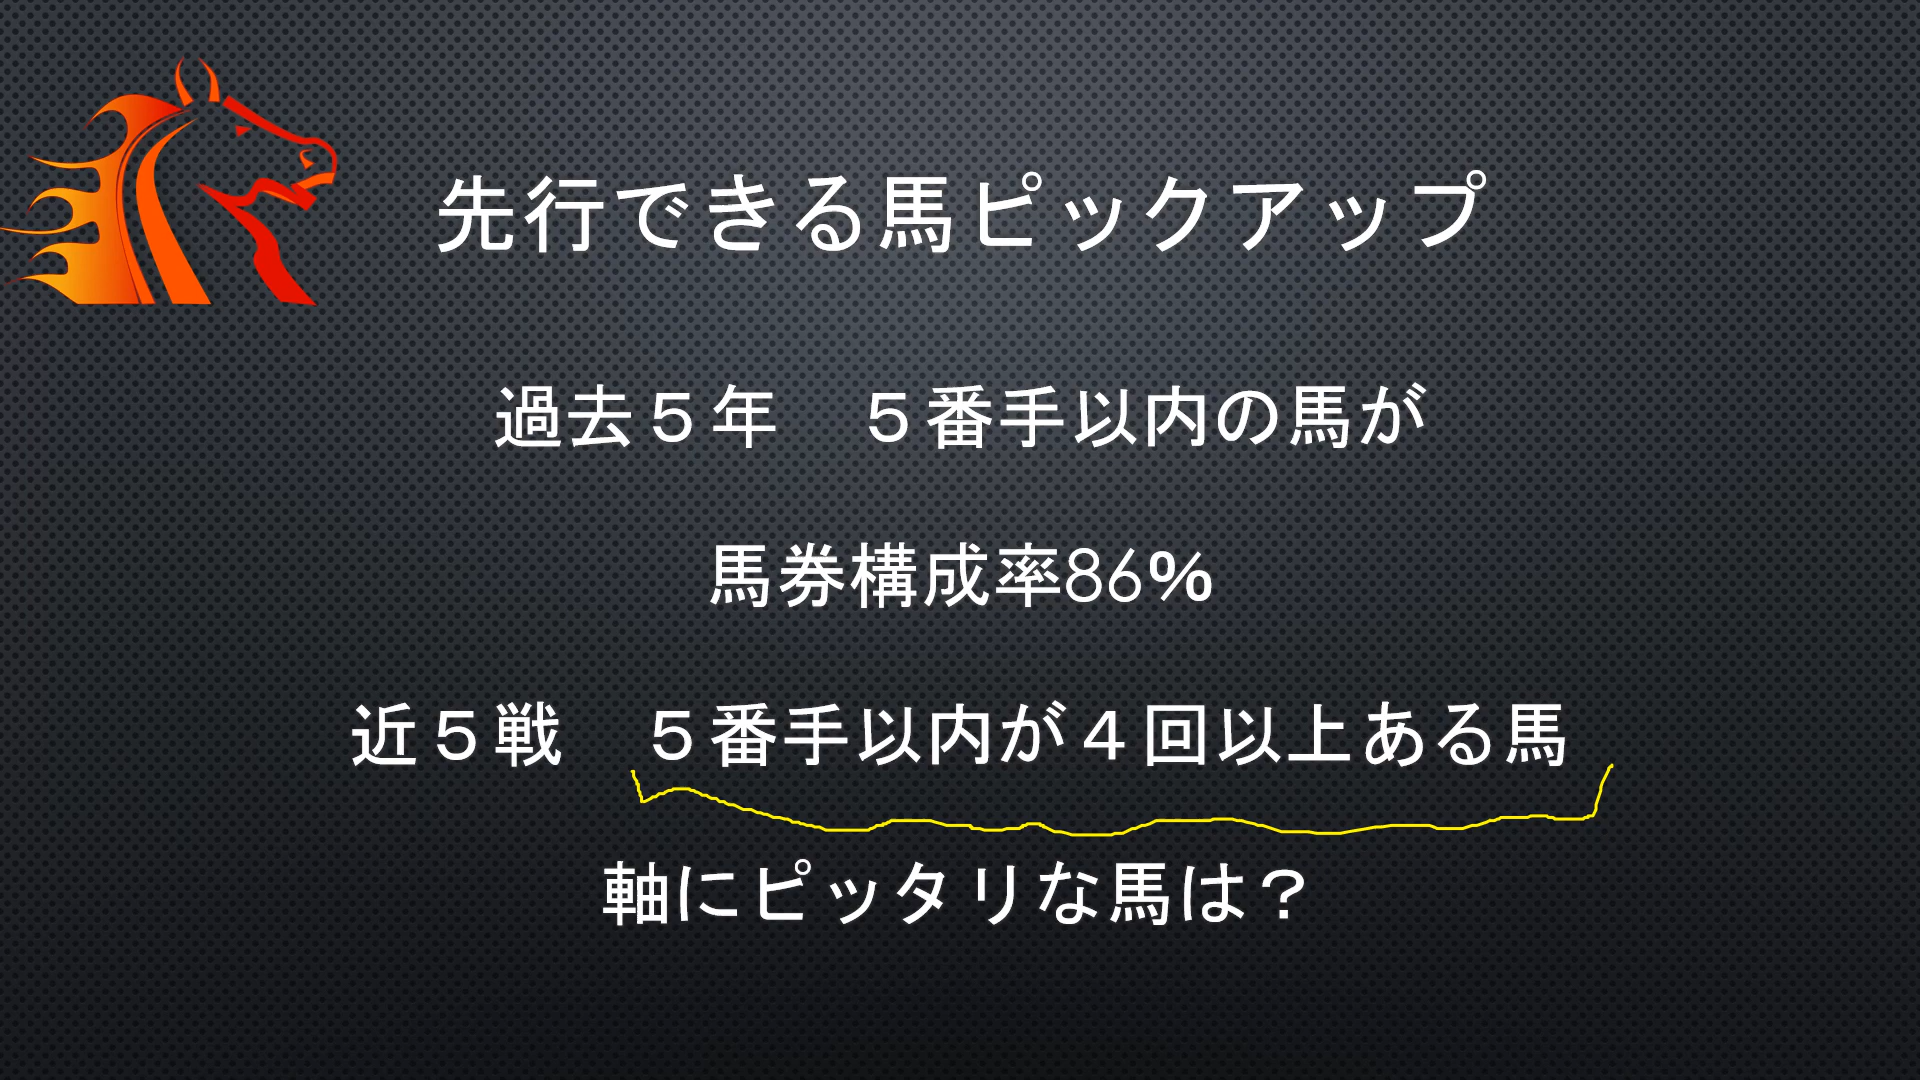 先行できる馬ピックアップ
過去５年　５番手以内の馬が
馬券構成率86%
近５戦　５番手以内が４回以上ある馬
軸にピッタリな馬は？